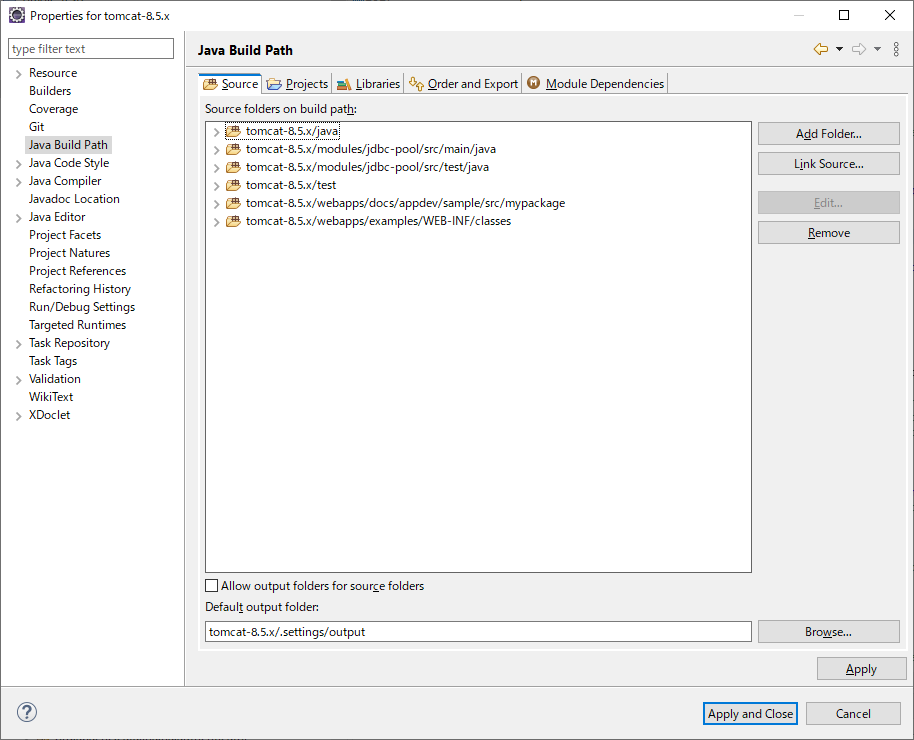 Properties for tomcat-8.5.x
type filter text
Resource
Builders
Coverage
Git
Java Build Path
Java Code Style
Java Compiler
Javadoc Location
Java Editor
Project Facets
Project Natures
Project References
Refactoring History
Run/Debug Settings
Targeted Runtimes
Task Repository
Task Tags
Validation
WikiText
XDoclet
Java Build Path
Source Projects Libraries Order and Export Module Dependencies
Source folders on build path:
tomcat-8.5.x/java
tomcat-8.5.x/modules/jdbc-pool/src/main/java
tomcat-8.5.x/modules/jdbc-pool/src/test/java
tomcat-8.5.x/test
tomcat-8.5.x/webapps/docs/appdev/sample/src/mypackage
tomcat-8.5.x/webapps/examples/WEB-INF/classes
Add Folder...
Link Source...
Edit...
Remove
Allow output folders for source folders
Default output folder:
tomcat-8.5.x/.settings/output
Browse...
Apply
?
Apply and Close
Cancel